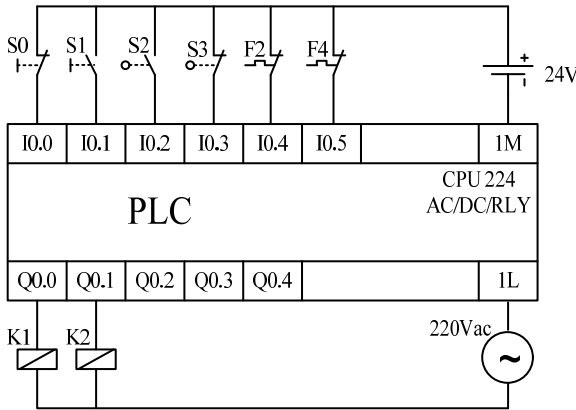 S0 S1 S2 S3 F2 F4
+
24V
-
I0.0 I0.1 I0.2 I0.3 I0.4 I0.5 1M
CPU 224
AC/DC/RLY
PLC
Q0.0 Q0.1 Q0.2 Q0.3 Q0.4 1L
K1 K2 220Vac
~